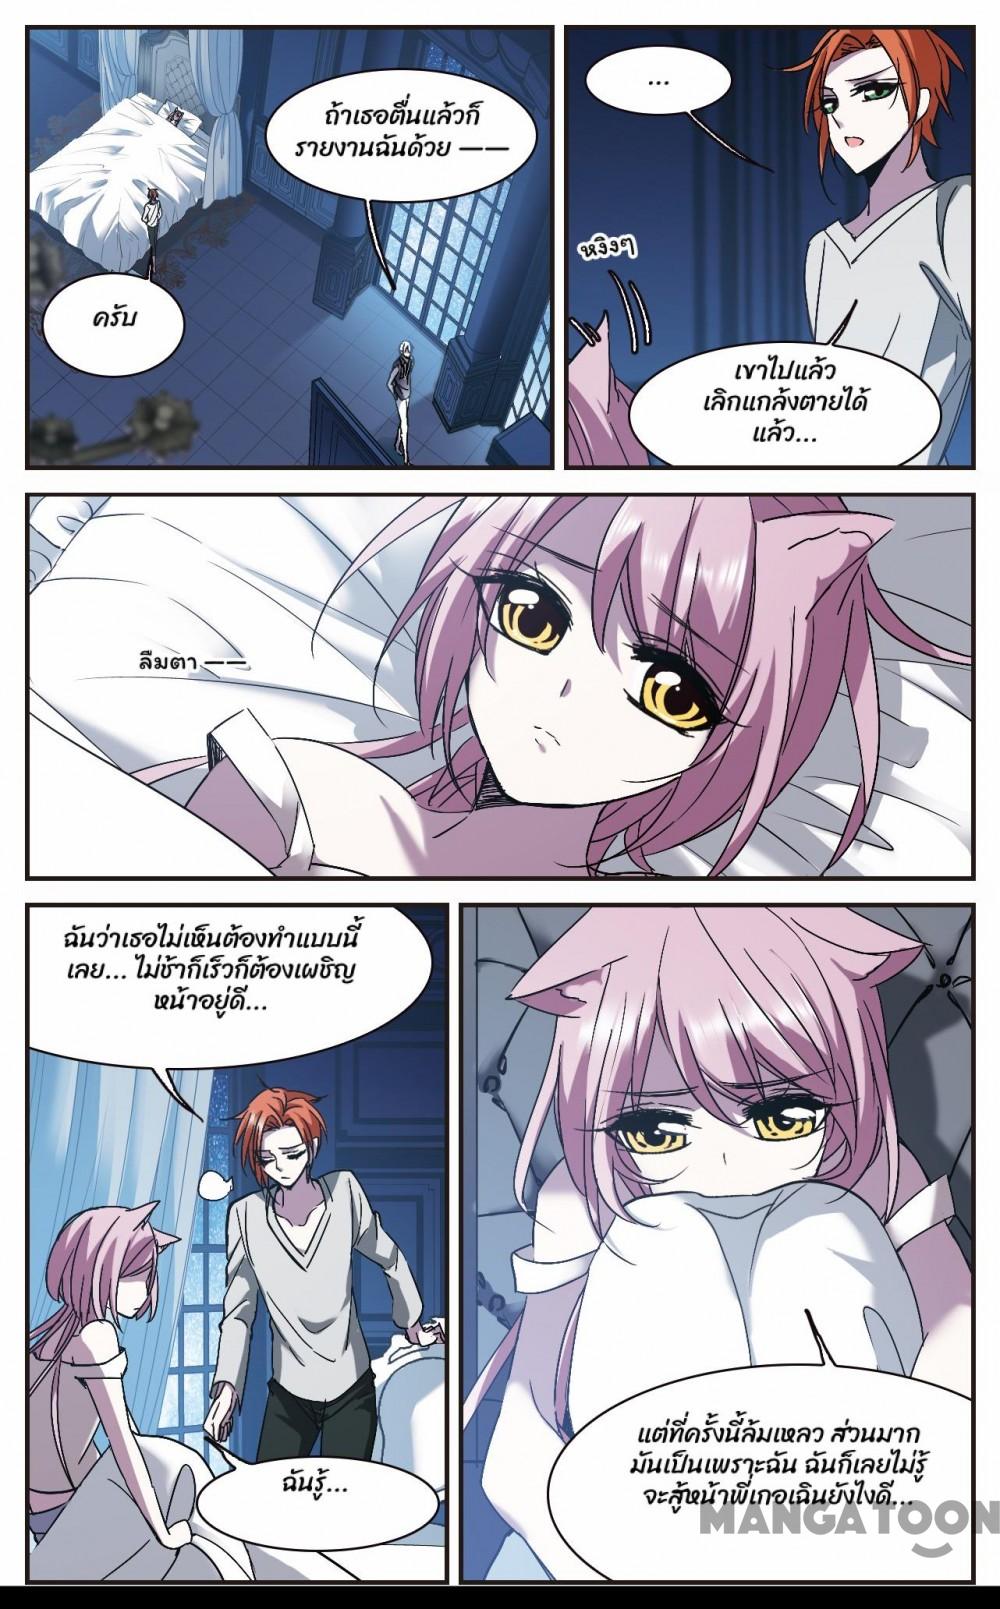 ถ้าเธอตื่นแล้วก็
รายงานฉันด้วย ——
ครับ
...
หงิงๆ
เขาไปแล้ว
เลิกแกล้งตายได้
แล้ว...
ลืมตา ——
ฉันว่าเธอไม่เห็นต้องทำแบบนี้
เลย... ไม่ช้าก็เร็วก็ต้องเผชิญ
หน้าอยู่ดี...
ฉันรู้...
แต่ที่ครั้งนี้ล้มเหลว ส่วนมาก
มันเป็นเพราะฉัน ฉันก็เลยไม่รู้
จะสู้หน้าพี่เกอเฉินยังไงดี...
MANGATOON